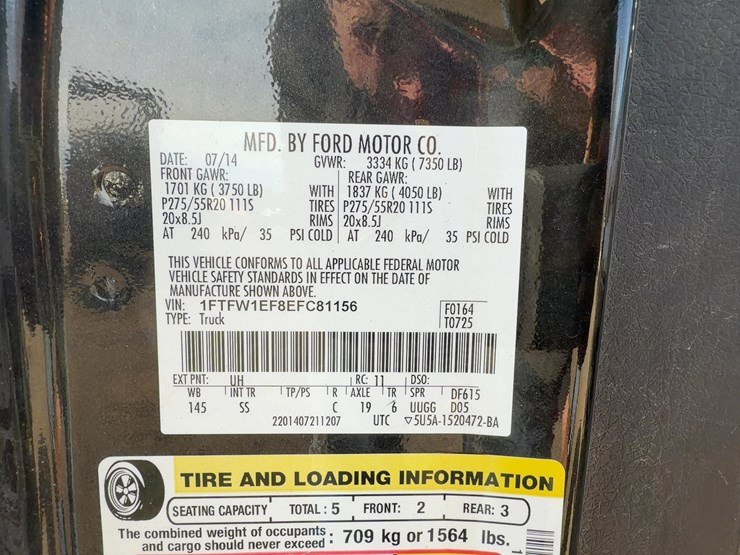 MFD. BY FORD MOTOR CO.
DATE: 07/14 GVWR: 3334 KG ( 7350 LB)
FRONT GAWR: REAR GAWR:
1701 KG ( 3750 LB) WITH 1837 KG ( 4050 LB) WITH
P275/55R20 111S TIRES P275/55R20 111S TIRES
20x8.5J RIMS 20x8.5J RIMS
AT 240 kPa/ 35 PSI COLD AT 240 kPa/ 35 PSI COLD
THIS VEHICLE CONFORMS TO ALL APPLICABLE FEDERAL MOTOR
VEHICLE SAFETY STANDARDS IN EFFECT ON THE DATE OF
MANUFACTURE SHOWN ABOVE.
VIN: 1FTFW1EF8EFC81156 F0164
TYPE: Truck T0725
EXT PNT: UH RC: 11 DSO:
WB INT TR TP/PS R AXLE TR SPR DF615
145 SS C 19 6 UUGG D05
2201407211207 UTC ▽5U5A-1520472-BA
TIRE AND LOADING INFORMATION
SEATING CAPACITY TOTAL : 5 FRONT: 2 REAR: 3
The combined weight of occupants and cargo should never exceed : 709 kg or 1564 lbs.